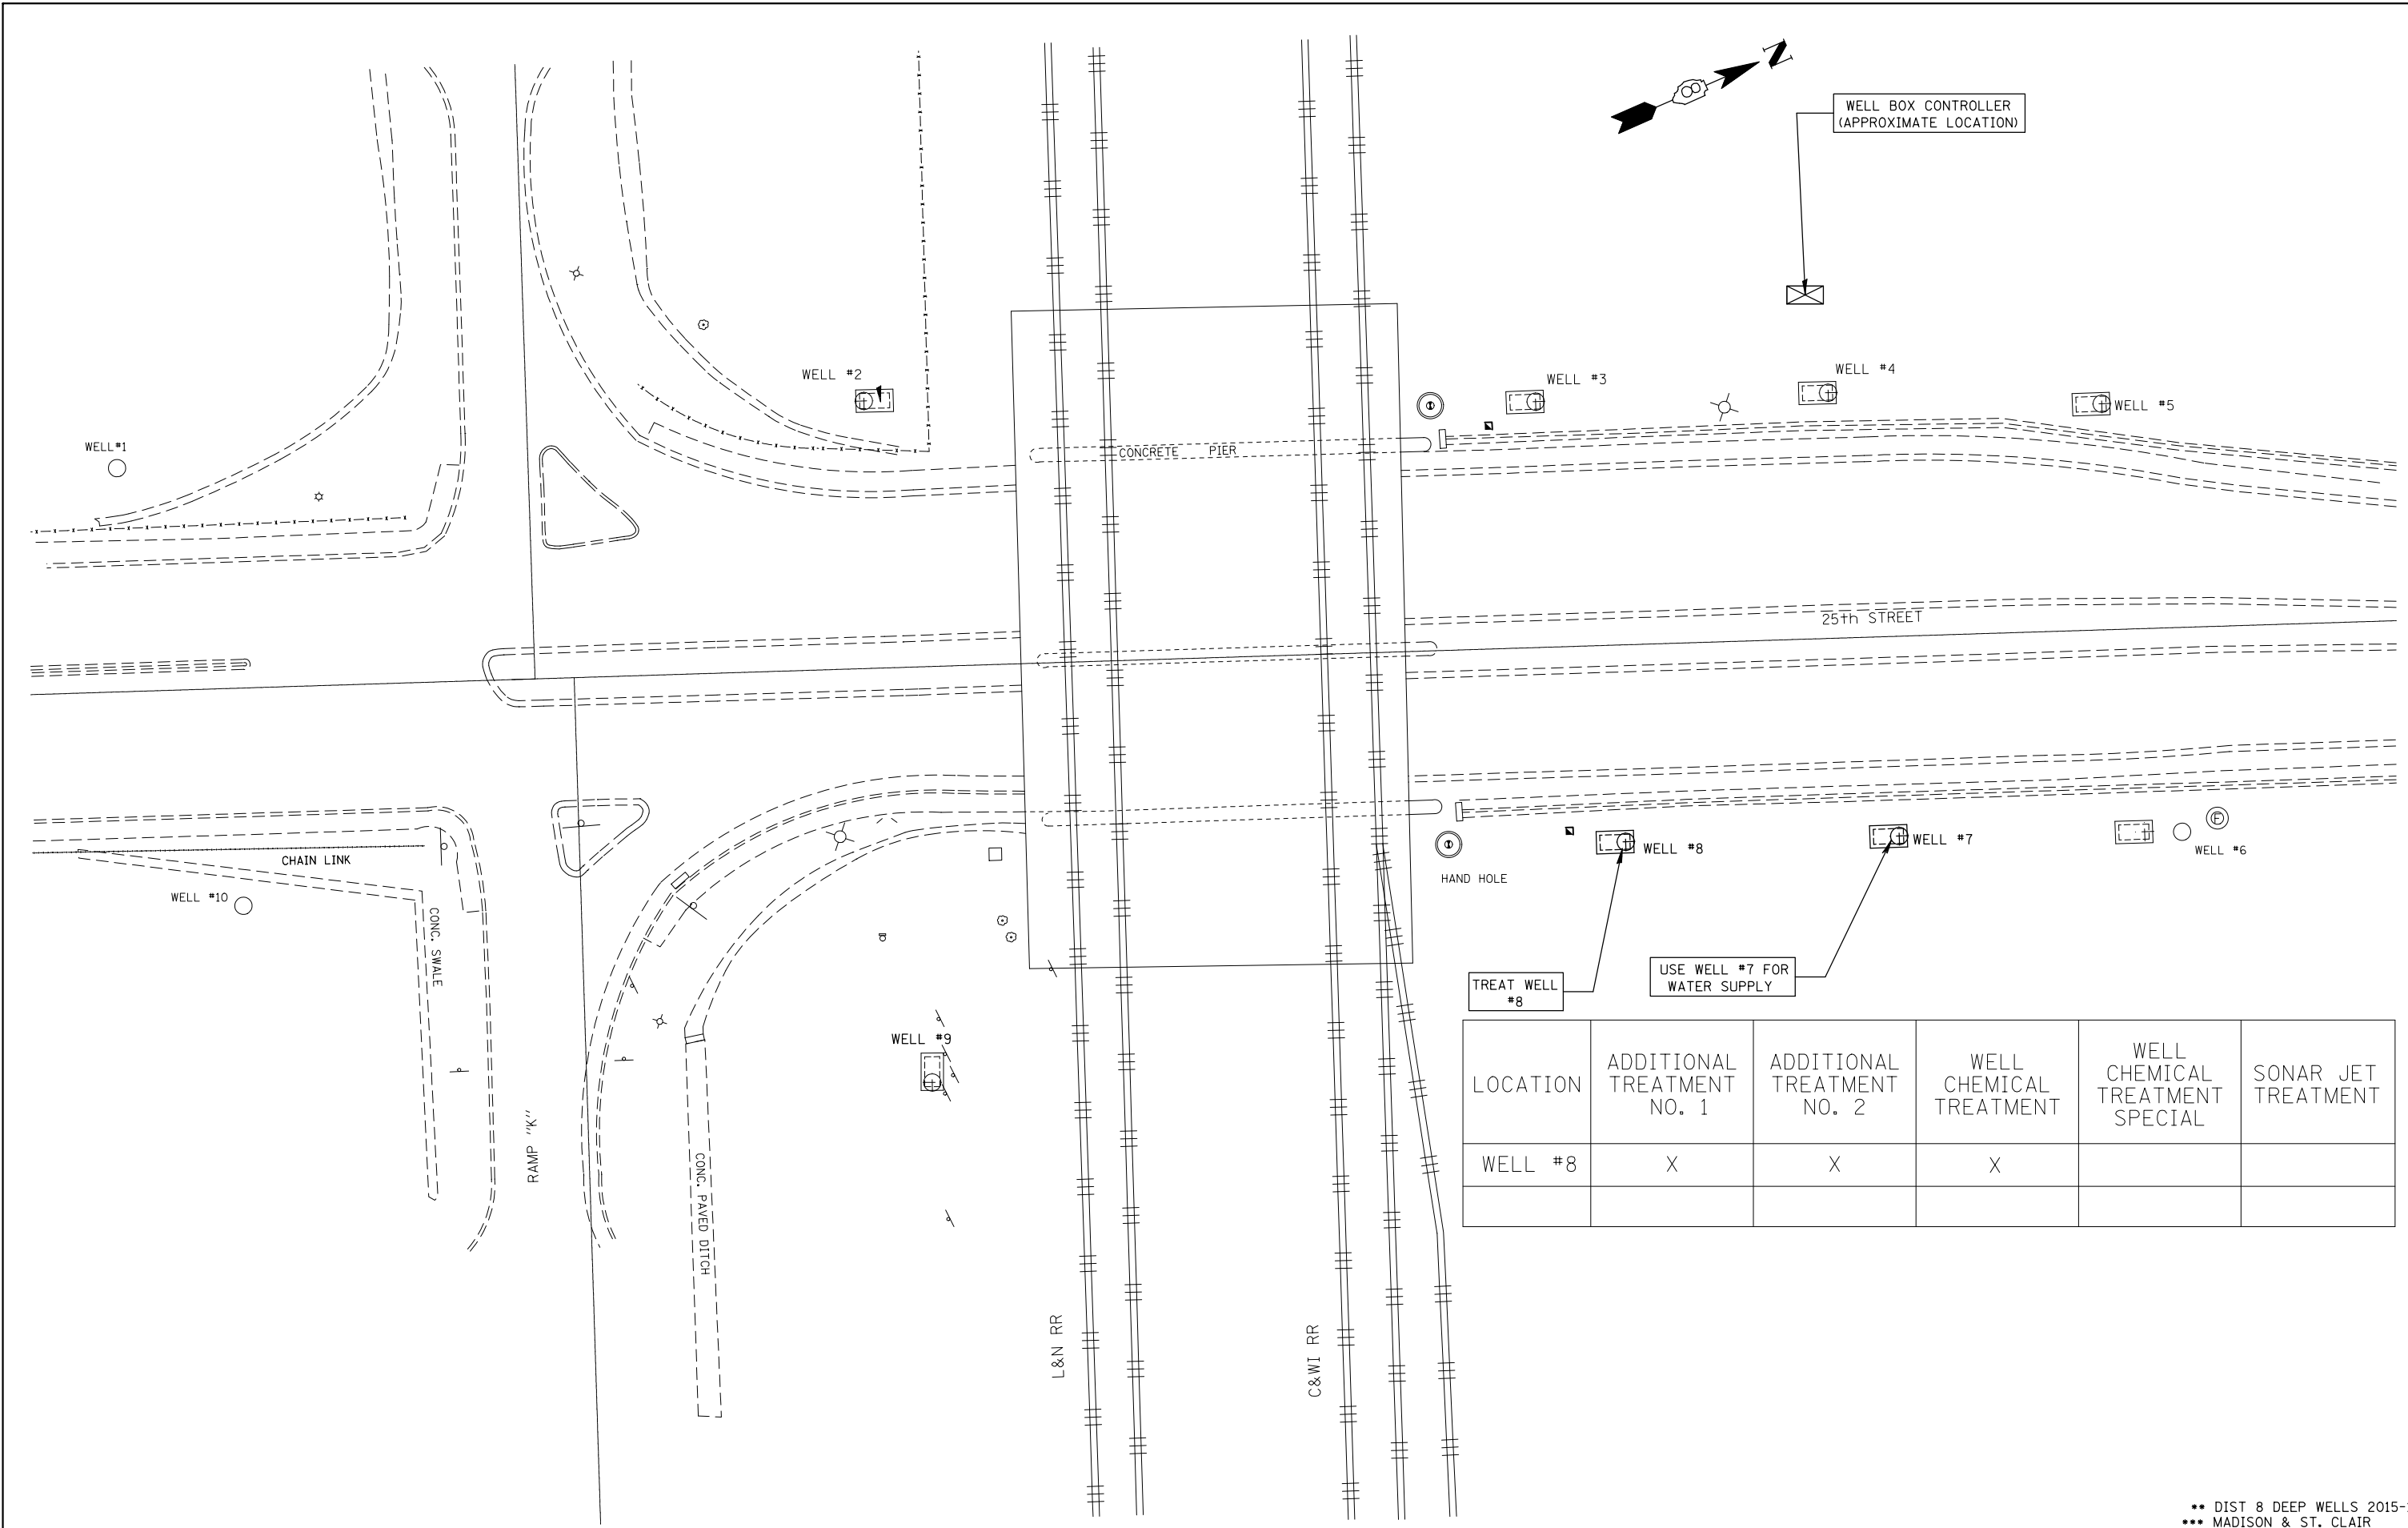 N
WELL BOX CONTROLLER
(APPROXIMATE LOCATION)
WELL #2
WELL #3
WELL #4
WELL #5
WELL#1
CONCRETE PIER
25th STREET
CHAIN LINK
WELL #10
CONC. SWALE
WELL #8
WELL #7
E
WELL #6
HAND HOLE
TREAT WELL
#8
USE WELL #7 FOR
WATER SUPPLY
WELL #9
RAMP "K"
CONC. PAVED DITCH
L&N RR
C&WI RR
LOCATION
ADDITIONAL
TREATMENT
NO. 1
ADDITIONAL
TREATMENT
NO. 2
WELL
CHEMICAL
TREATMENT
WELL
CHEMICAL
TREATMENT
SPECIAL
SONAR JET
TREATMENT
WELL #8 X X X
** DIST 8 DEEP WELLS 2015-
*** MADISON & ST. CLAIR